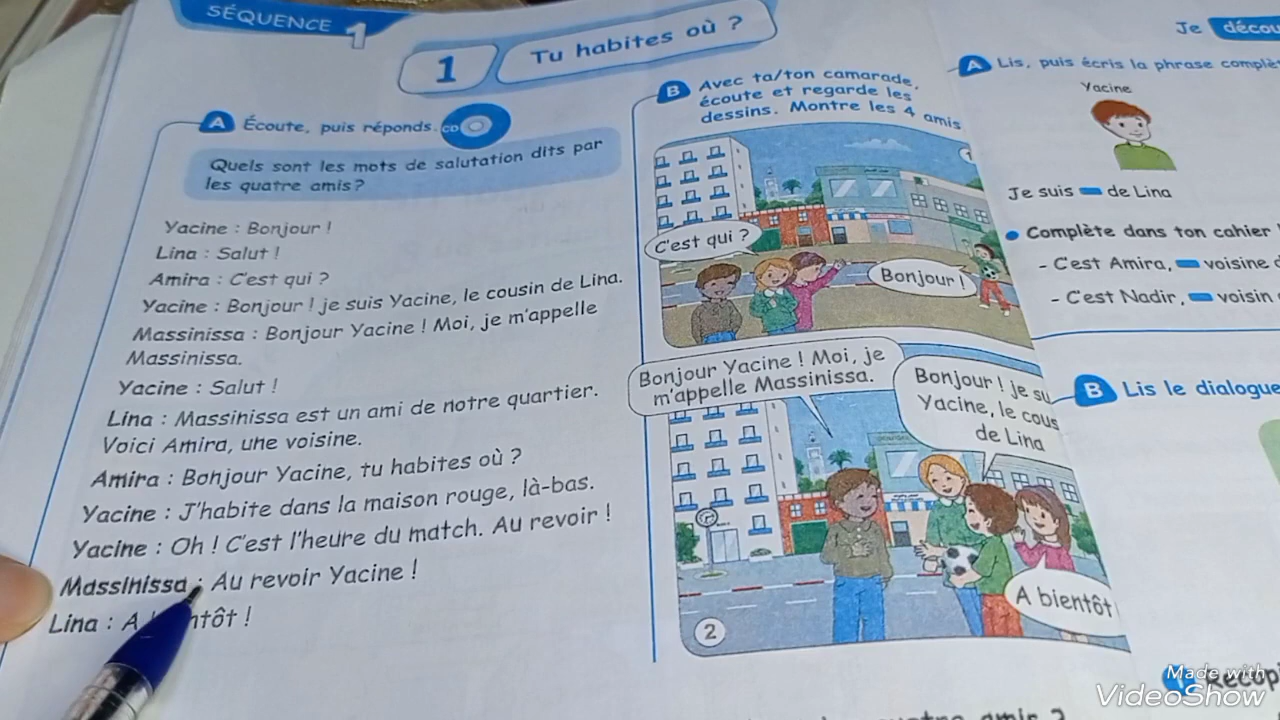 SÉQUENCE 1
1 Tu habites où ?
A Écoute, puis réponds. CD
Quels sont les mots de salutation dits par
les quatre amis ?
Yacine : Bonjour !
Lina : Salut !
Amira : C'est qui ?
Yacine : Bonjour ! je suis Yacine, le cousin de Lina.
Massinissa : Bonjour Yacine ! Moi, je m'appelle
Massinissa.
Yacine : Salut !
Lina : Massinissa est un ami de notre quartier.
Voici Amira, une voisine.
Amira : Bonjour Yacine, tu habites où ?
Yacine : J'habite dans la maison rouge, là-bas.
Yacine : Oh ! C'est l'heure du match. Au revoir !
Massinissa : Au revoir Yacine !
Lina : A
B Avec ta/ton camarade,
écoute et regarde les
dessins. Montre les 4 amis
1
C'est qui ?
Bonjour !
Bonjour Yacine ! Moi, je
m'appelle Massinissa.
Bonjour ! je
Yacine, le
de Lina
A bientôt
2
Je
A Lis, puis écris la phrase
Yacine
Je suis de Lina
Complète dans ton cahier
- C'est Amira, voisine
- C'est Nadir, voisin
B Lis le dialogue
Made with
VideoShow